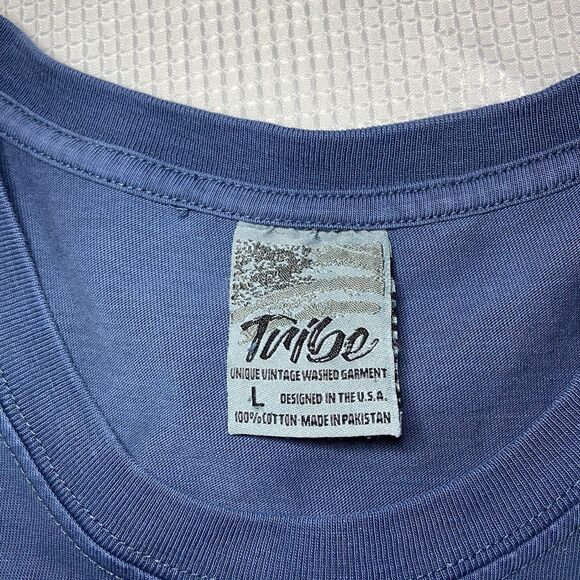 Tribe
UNIQUE VINTAGE WASHED GARMENT
L DESIGNED IN THE U.S.A.
100% COTTON·MADE IN PAKISTAN